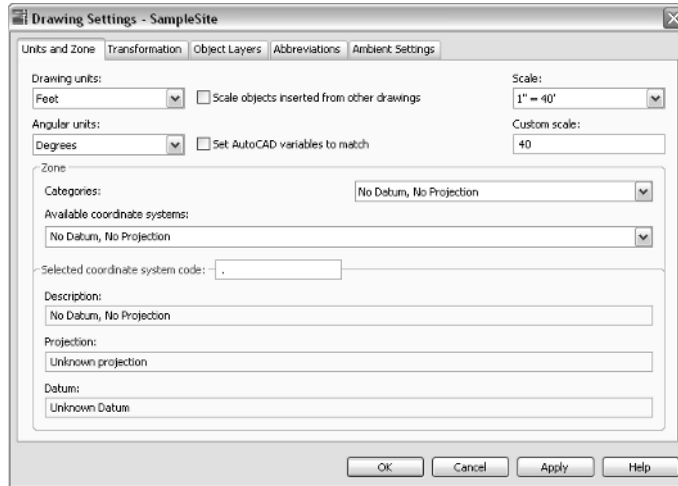 Drawing Settings - SampleSite
Units and Zone Transformation Object Layers Abbreviations Ambient Settings
Drawing units:
Scale:
Feet
Scale objects inserted from other drawings
1" = 40'
Angular units:
Custom scale:
Degrees
Set AutoCAD variables to match
40
Zone
Categories:
No Datum, No Projection
Available coordinate systems:
No Datum, No Projection
Selected coordinate system code: .
Description:
No Datum, No Projection
Projection:
Unknown projection
Datum:
Unknown Datum
OK Cancel Apply Help